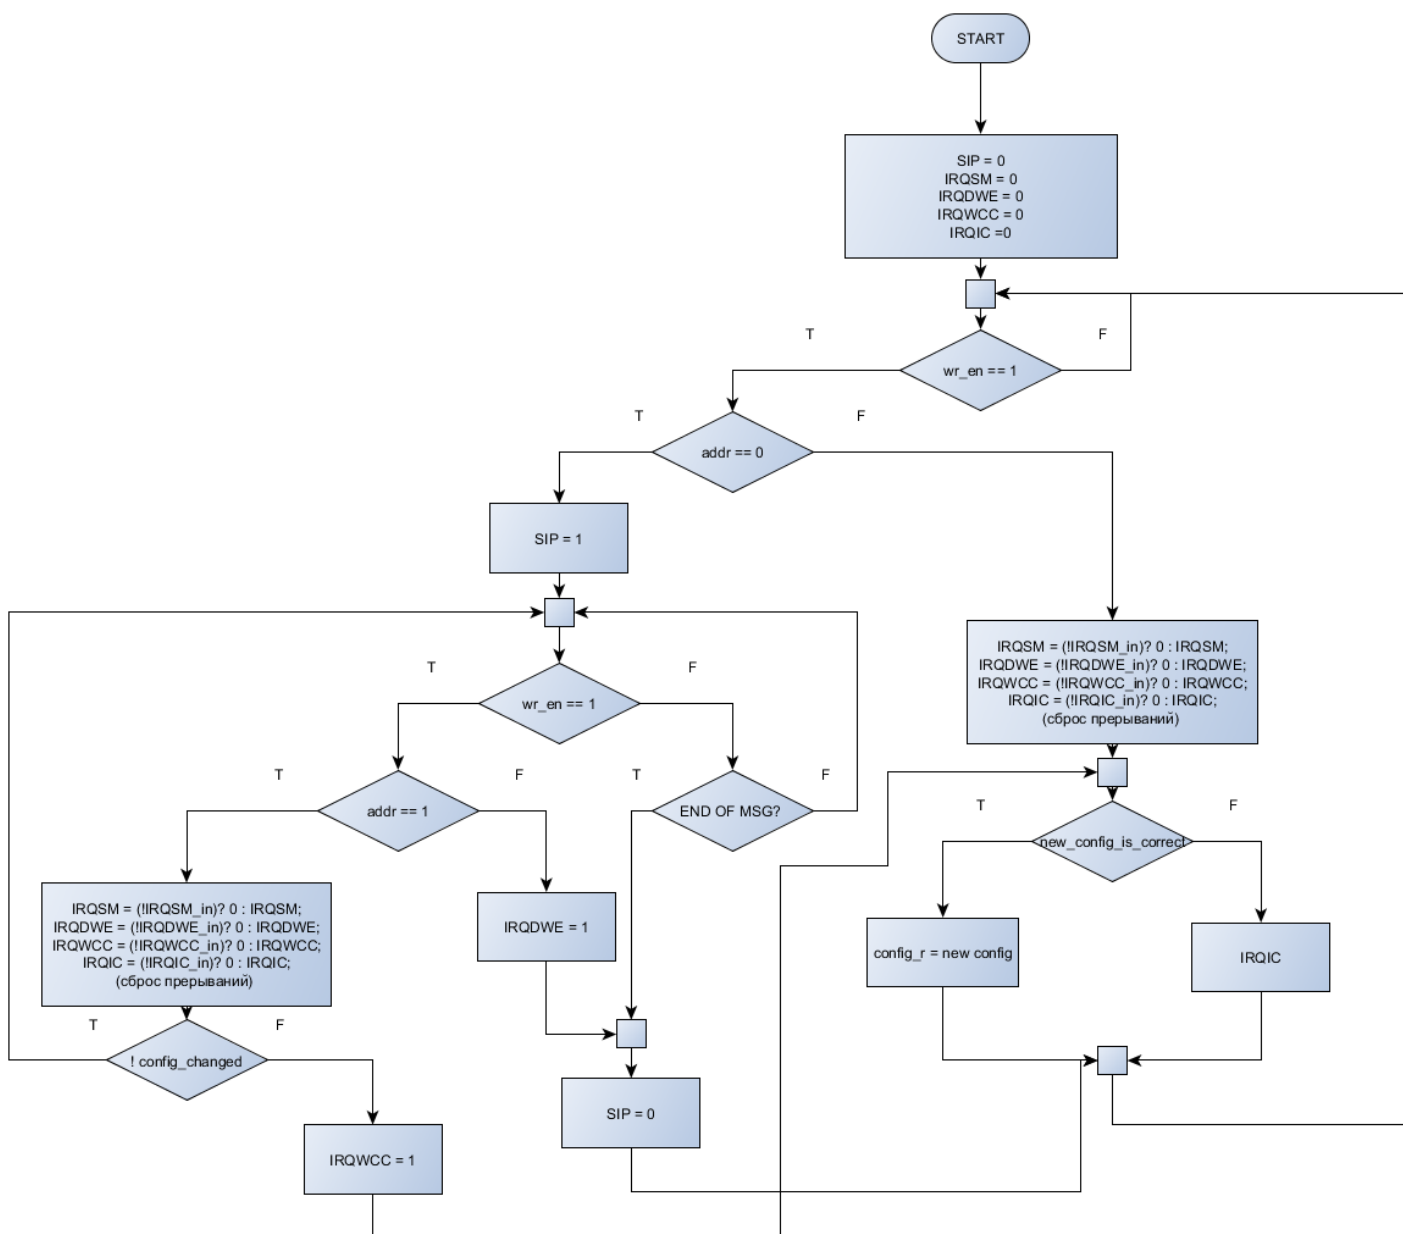 START
SIP = 0
IRQSM = 0
IRQDWE = 0
IRQWCC = 0
IRQIC =0
T
F
wr_en == 1
T
F
addr == 0
SIP = 1
T
F
wr_en == 1
IRQSM = (!IRQSM_in)? 0 : IRQSM;
IRQDWE = (!IRQDWE_in)? 0 : IRQDWE;
IRQWCC = (!IRQWCC_in)? 0 : IRQWCC;
IRQIC = (!IRQIC_in)? 0 : IRQIC;
(сброс прерываний)
T
F
addr == 1
T
F
END OF MSG?
T
F
new_config_is_correct
IRQSM = (!IRQSM_in)? 0 : IRQSM;
IRQDWE = (!IRQDWE_in)? 0 : IRQDWE;
IRQWCC = (!IRQWCC_in)? 0 : IRQWCC;
IRQIC = (!IRQIC_in)? 0 : IRQIC;
(сброс прерываний)
IRQDWE = 1
config_r = new config
IRQIC
T
F
! config_changed
SIP = 0
IRQWCC = 1